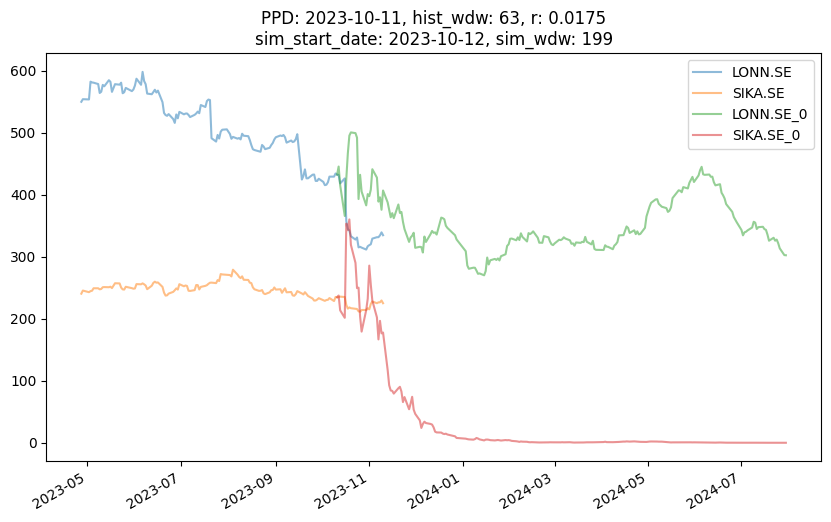 PPD: 2023-10-11, hist_wdw: 63, r: 0.0175
sim_start_date: 2023-10-12, sim_wdw: 199
LONN.SE
SIKA.SE
LONN.SE_0
SIKA.SE_0
600
500
400
300
200
100
0
2023-05
2023-07
2023-09
2023-11
2024-01
2024-03
2024-05
2024-07